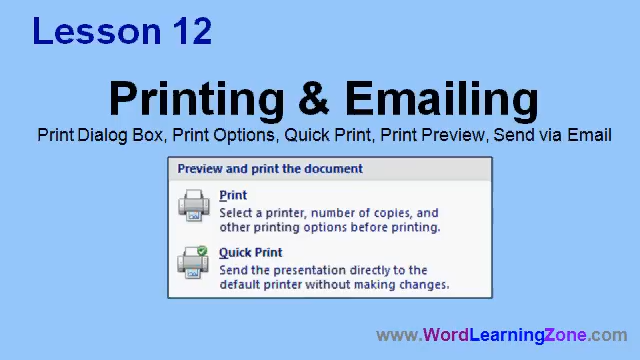 Lesson 12
Printing & Emailing
Print Dialog Box, Print Options, Quick Print, Print Preview, Send via Email
Preview and print the document
Print
Select a printer, number of copies, and
other printing options before printing.
Quick Print
Send the presentation directly to the
default printer without making changes.
www.WordLearningZone.com